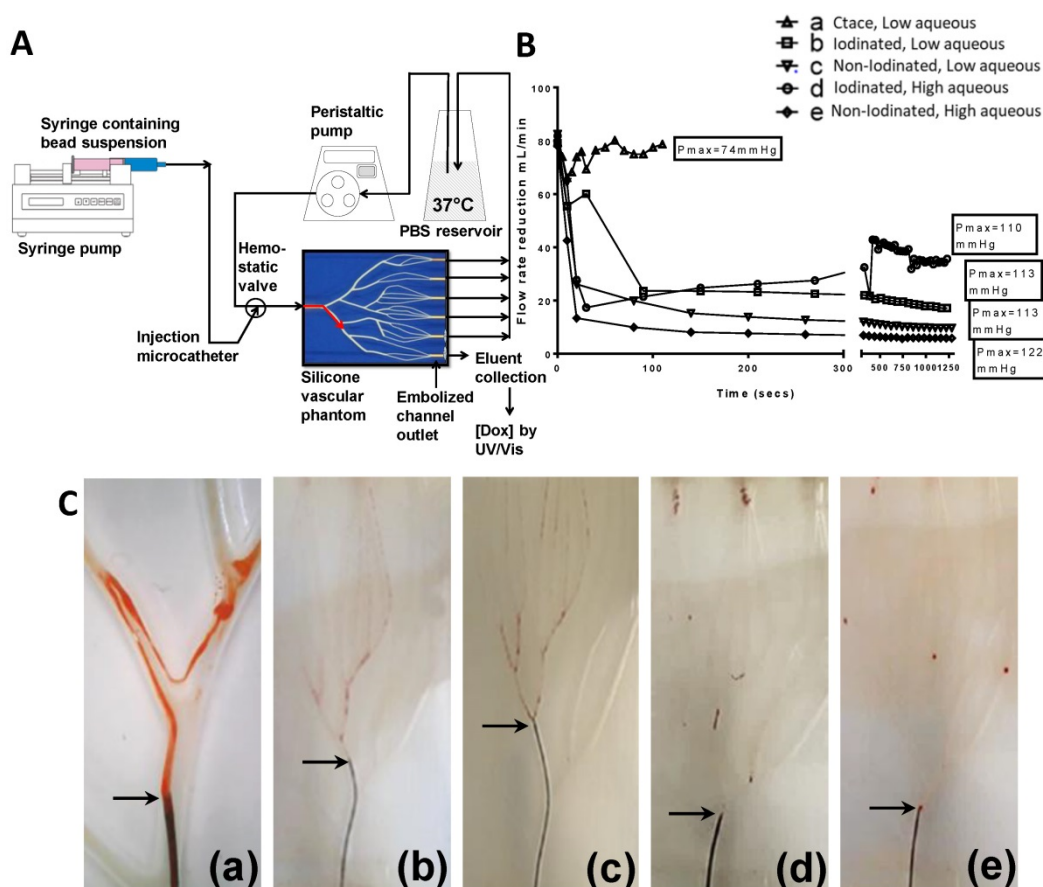 A
Syringe containing
bead suspension
Syringe pump
Peristaltic
pump
37°C
PBS reservoir
Hemo-
static
valve
Injection
microcatheter
Silicone
vascular
phantom
Embolized
channel
outlet
Eluent
collection
[Dox] by
UV/Vis
B
a Ctace, Low aqueous
b Iodinated, Low aqueous
c Non-Iodinated, Low aqueous
d Iodinated, High aqueous
e Non-Iodinated, High aqueous
Flow rate reduction mL/min
100
80
60
40
20
0
0
100
200
300
500
750
1000
1250
Time (secs)
Pmax=74mmHg
Pmax=110
mmHg
Pmax=113
mmHg
Pmax=113
mmHg
Pmax=122
mmHg
C
(a)
(b)
(c)
(d)
(e)